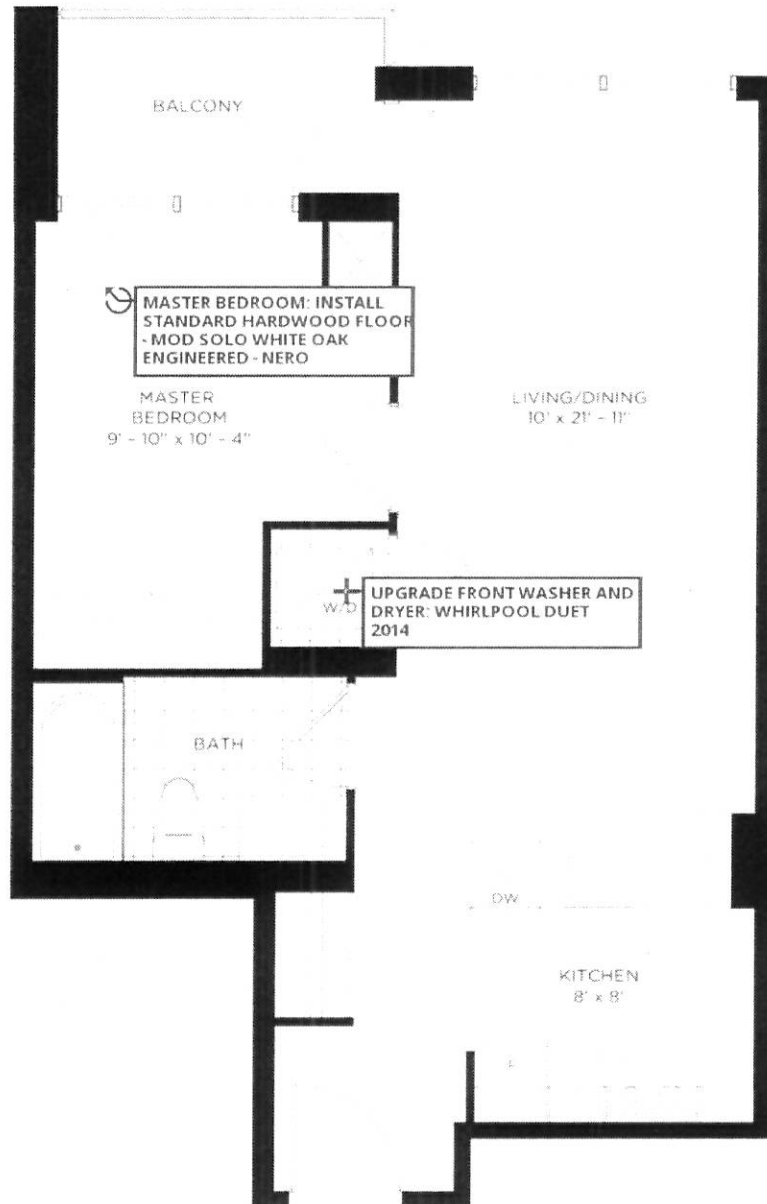 BALCONY
MASTER BEDROOM: INSTALL
STANDARD HARDWOOD FLOOR
- MOD SOLO WHITE OAK
ENGINEERED - NERO
MASTER
BEDROOM
9' - 10" x 10' - 4"
LIVING/DINING
10' x 21' - 11"
W/D
UPGRADE FRONT WASHER AND
DRYER: WHIRLPOOL DUET
2014
BATH
DW
KITCHEN
8' x 8'
F